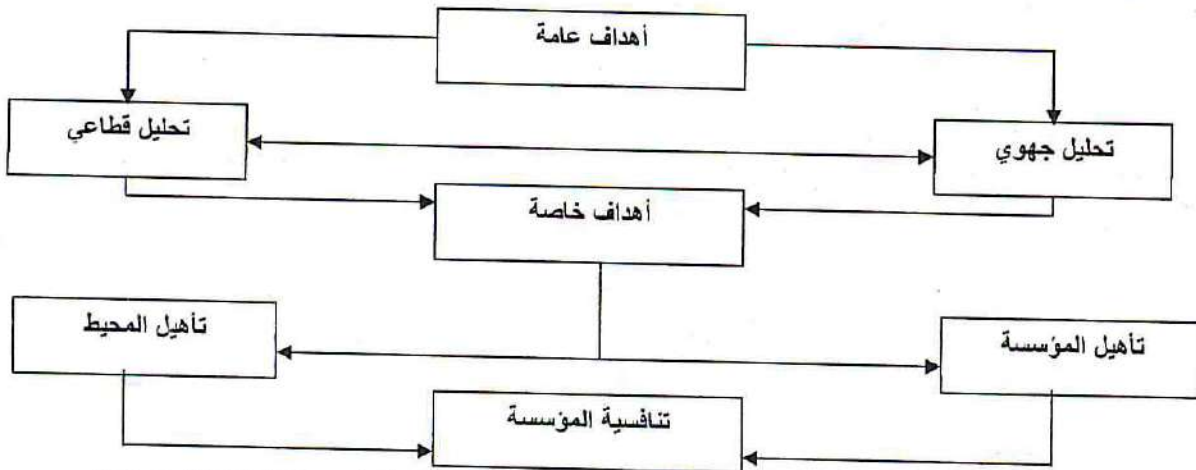 أهداف عامة
تحليل جهوي
تحليل قطاعي
أهداف خاصة
تأهيل المؤسسة
تأهيل المحيط
تنافسية المؤسسة